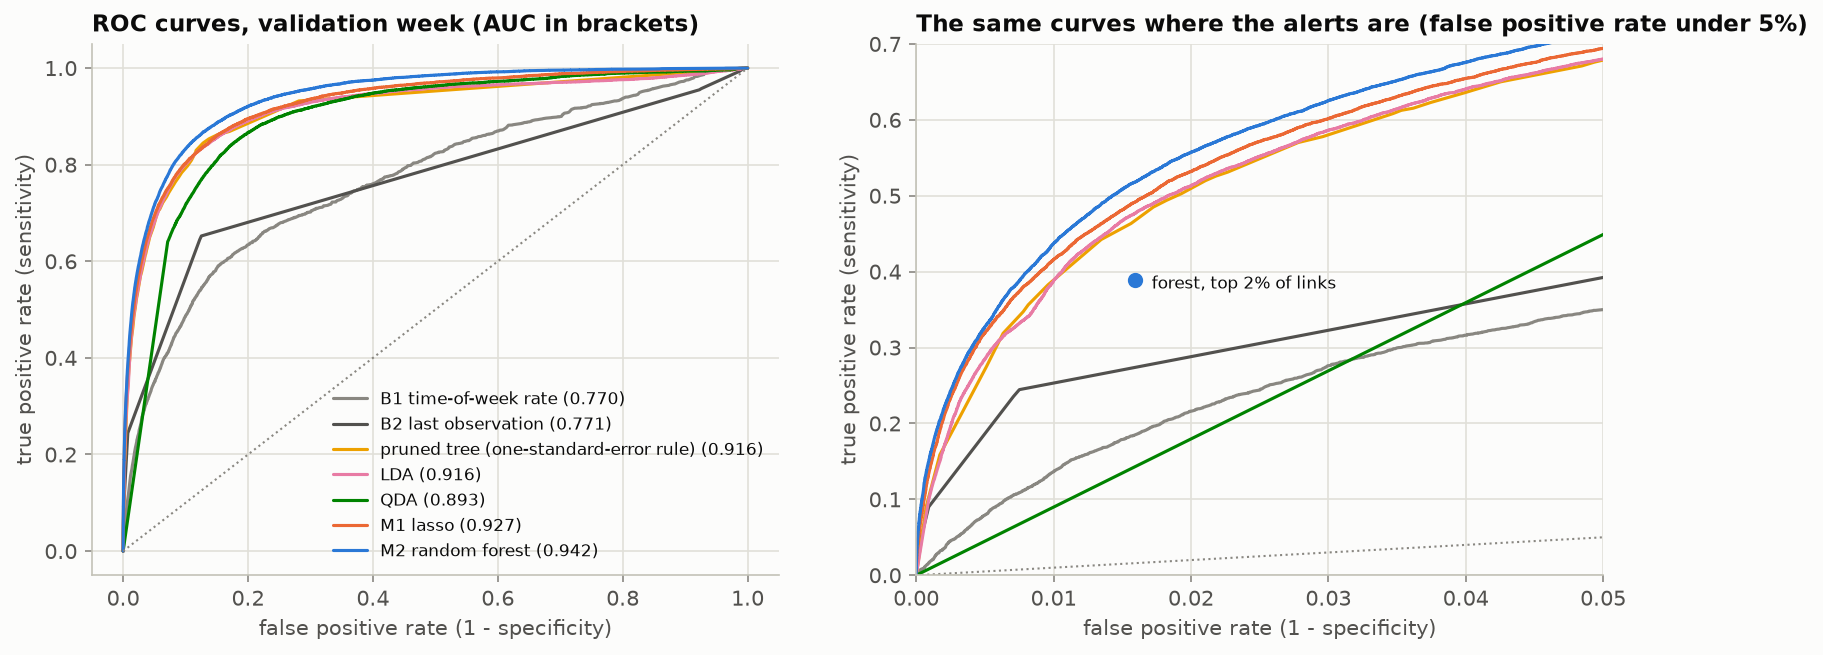 ROC curves, validation week (AUC in brackets)
true positive rate (sensitivity)
1.0
0.8
0.6
0.4
0.2
0.0
B1 time-of-week rate (0.770)
B2 last observation (0.771)
pruned tree (one-standard-error rule) (0.916)
LDA (0.916)
QDA (0.893)
M1 lasso (0.927)
M2 random forest (0.942)
0.0 0.2 0.4 0.6 0.8 1.0
false positive rate (1 - specificity)
The same curves where the alerts are (false positive rate under 5%)
true positive rate (sensitivity)
0.7
0.6
0.5
0.4
0.3
0.2
0.1
0.0
forest, top 2% of links
0.00 0.01 0.02 0.03 0.04 0.05
false positive rate (1 - specificity)